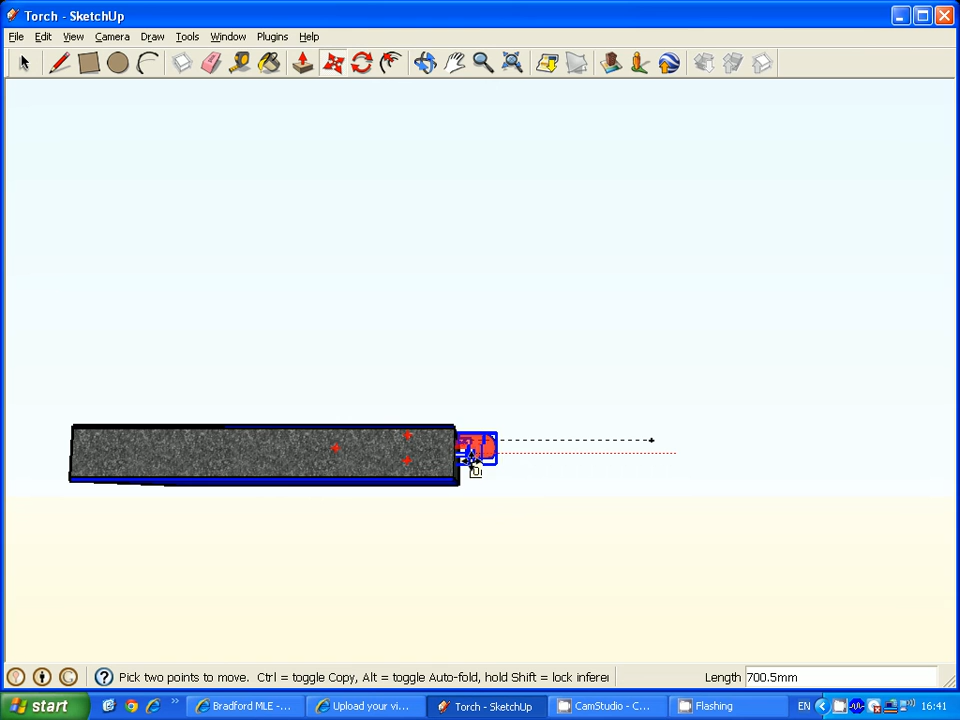 Torch - SketchUp
File Edit View Camera Draw Tools Window Plugins Help
Pick two points to move. Ctrl = toggle Copy, Alt = toggle Auto-fold, hold Shift = lock inferer
Length 700.5mm
start Bradford MLE -... Upload your vi... Torch - SketchUp CamStudio - C... Flashing EN 16:41